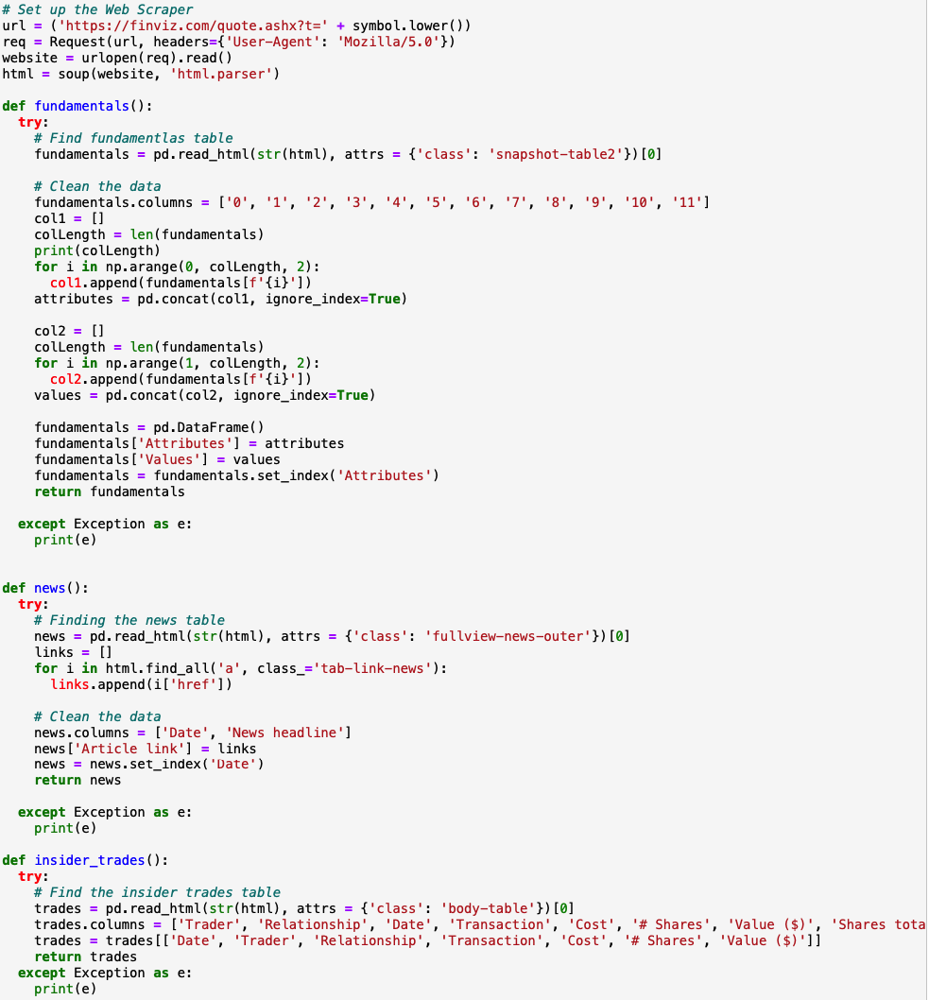 # Set up the Web Scraper
url = ('https://finviz.com/quote.ashx?t=' + symbol.lower())
req = Request(url, headers={'User-Agent': 'Mozilla/5.0'})
website = urlopen(req).read()
html = soup(website, 'html.parser')

def fundamentals():
  try:
    # Find fundamentlas table
    fundamentals = pd.read_html(str(html), attrs = {'class': 'snapshot-table2'})[0]

    # Clean the data
    fundamentals.columns = ['0', '1', '2', '3', '4', '5', '6', '7', '8', '9', '10', '11']
    col1 = []
    colLength = len(fundamentals)
    print(colLength)
    for i in np.arange(0, colLength, 2):
      col1.append(fundamentals[f'{i}'])
    attributes = pd.concat(col1, ignore_index=True)

    col2 = []
    colLength = len(fundamentals)
    for i in np.arange(1, colLength, 2):
      col2.append(fundamentals[f'{i}'])
    values = pd.concat(col2, ignore_index=True)

    fundamentals = pd.DataFrame()
    fundamentals['Attributes'] = attributes
    fundamentals['Values'] = values
    fundamentals = fundamentals.set_index('Attributes')
    return fundamentals

  except Exception as e:
    print(e)


def news():
  try:
    # Finding the news table
    news = pd.read_html(str(html), attrs = {'class': 'fullview-news-outer'})[0]
    links = []
    for i in html.find_all('a', class_='tab-link-news'):
      links.append(i['href'])

    # Clean the data
    news.columns = ['Date', 'News headline']
    news['Article link'] = links
    news = news.set_index('Date')
    return news

  except Exception as e:
    print(e)

def insider_trades():
  try:
    # Find the insider trades table
    trades = pd.read_html(str(html), attrs = {'class': 'body-table'})[0]
    trades.columns = ['Trader', 'Relationship', 'Date', 'Transaction', 'Cost','# Shares', 'Value ($)', 'Shares tota
    trades = trades[['Date', 'Trader', 'Relationship', 'Transaction', 'Cost', '# Shares', 'Value ($)']]
    return trades
  except Exception as e:
    print(e)